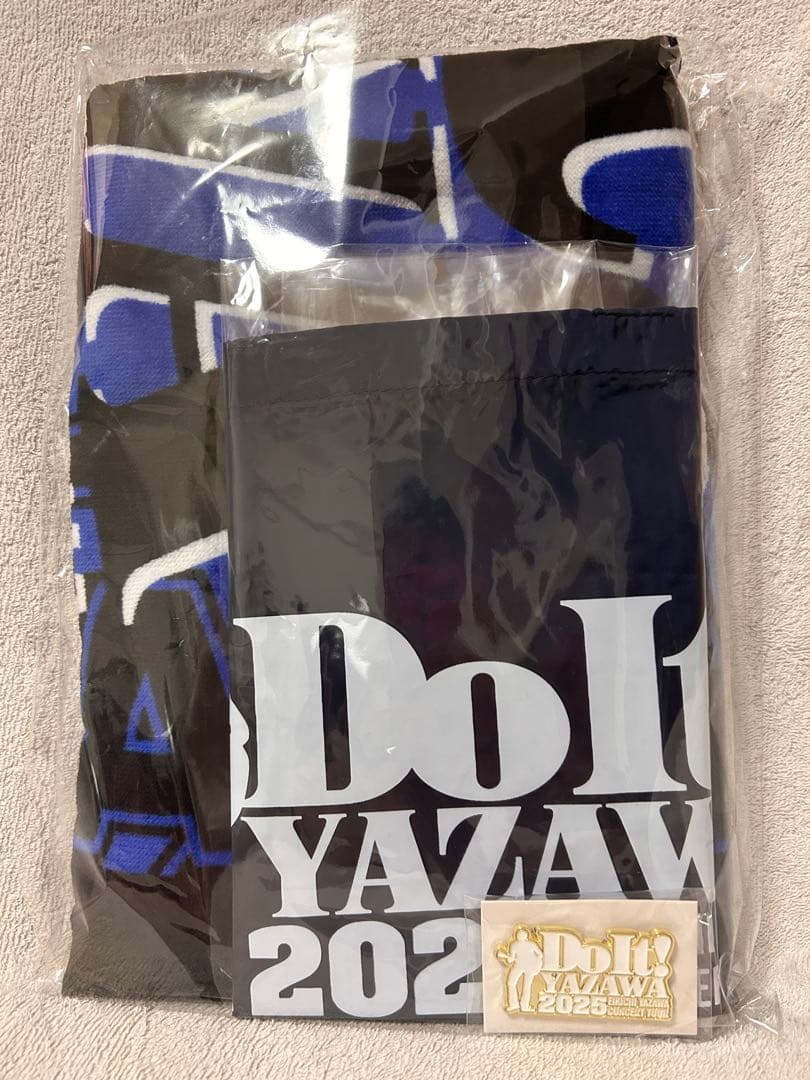 DoIt
YAZAW
202
DoIt!
YAZAWA
2025 EIKICHI YAZAWA
CONCERT TOUR